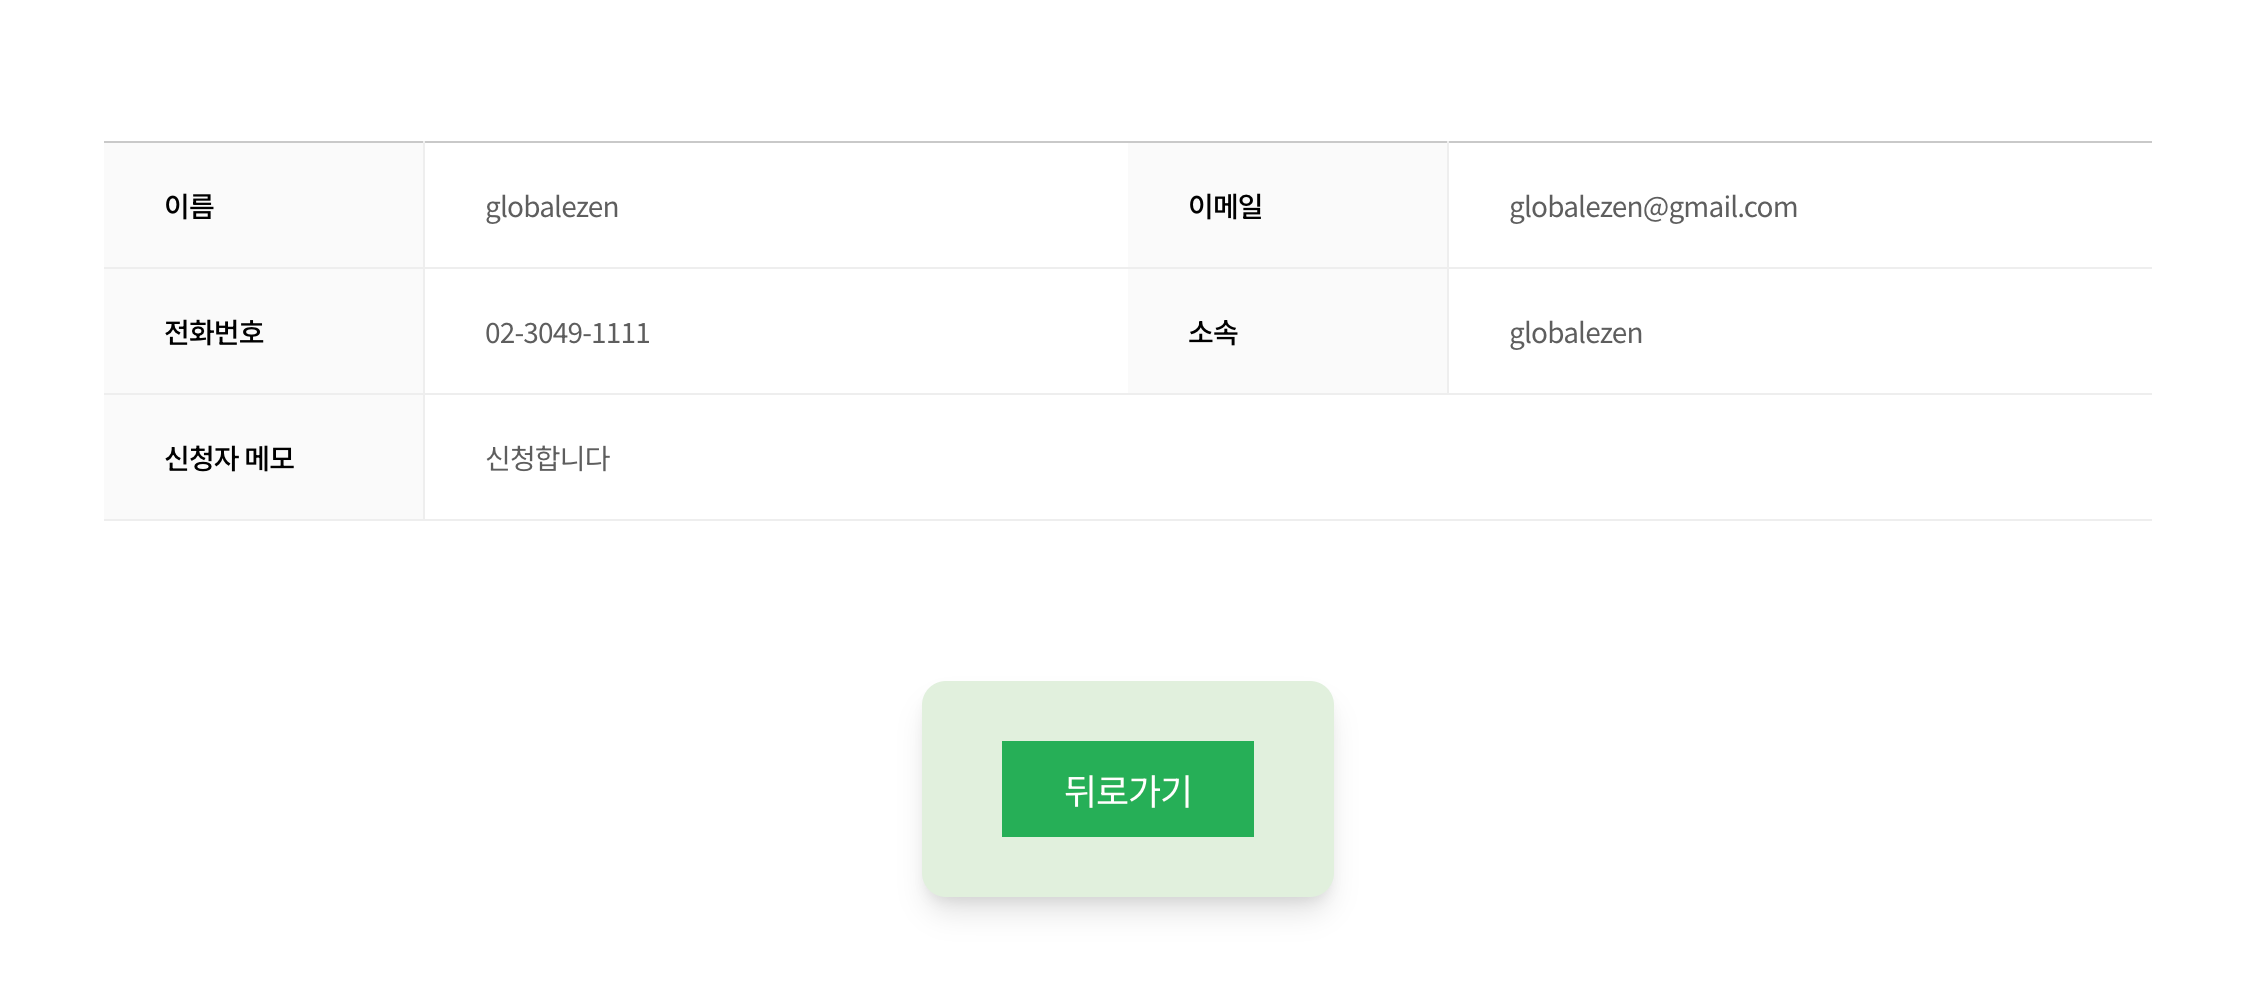 이름 globalezen 이메일 globalezen@gmail.com
전화번호 02-3049-1111 소속 globalezen
신청자 메모 신청합니다
뒤로가기